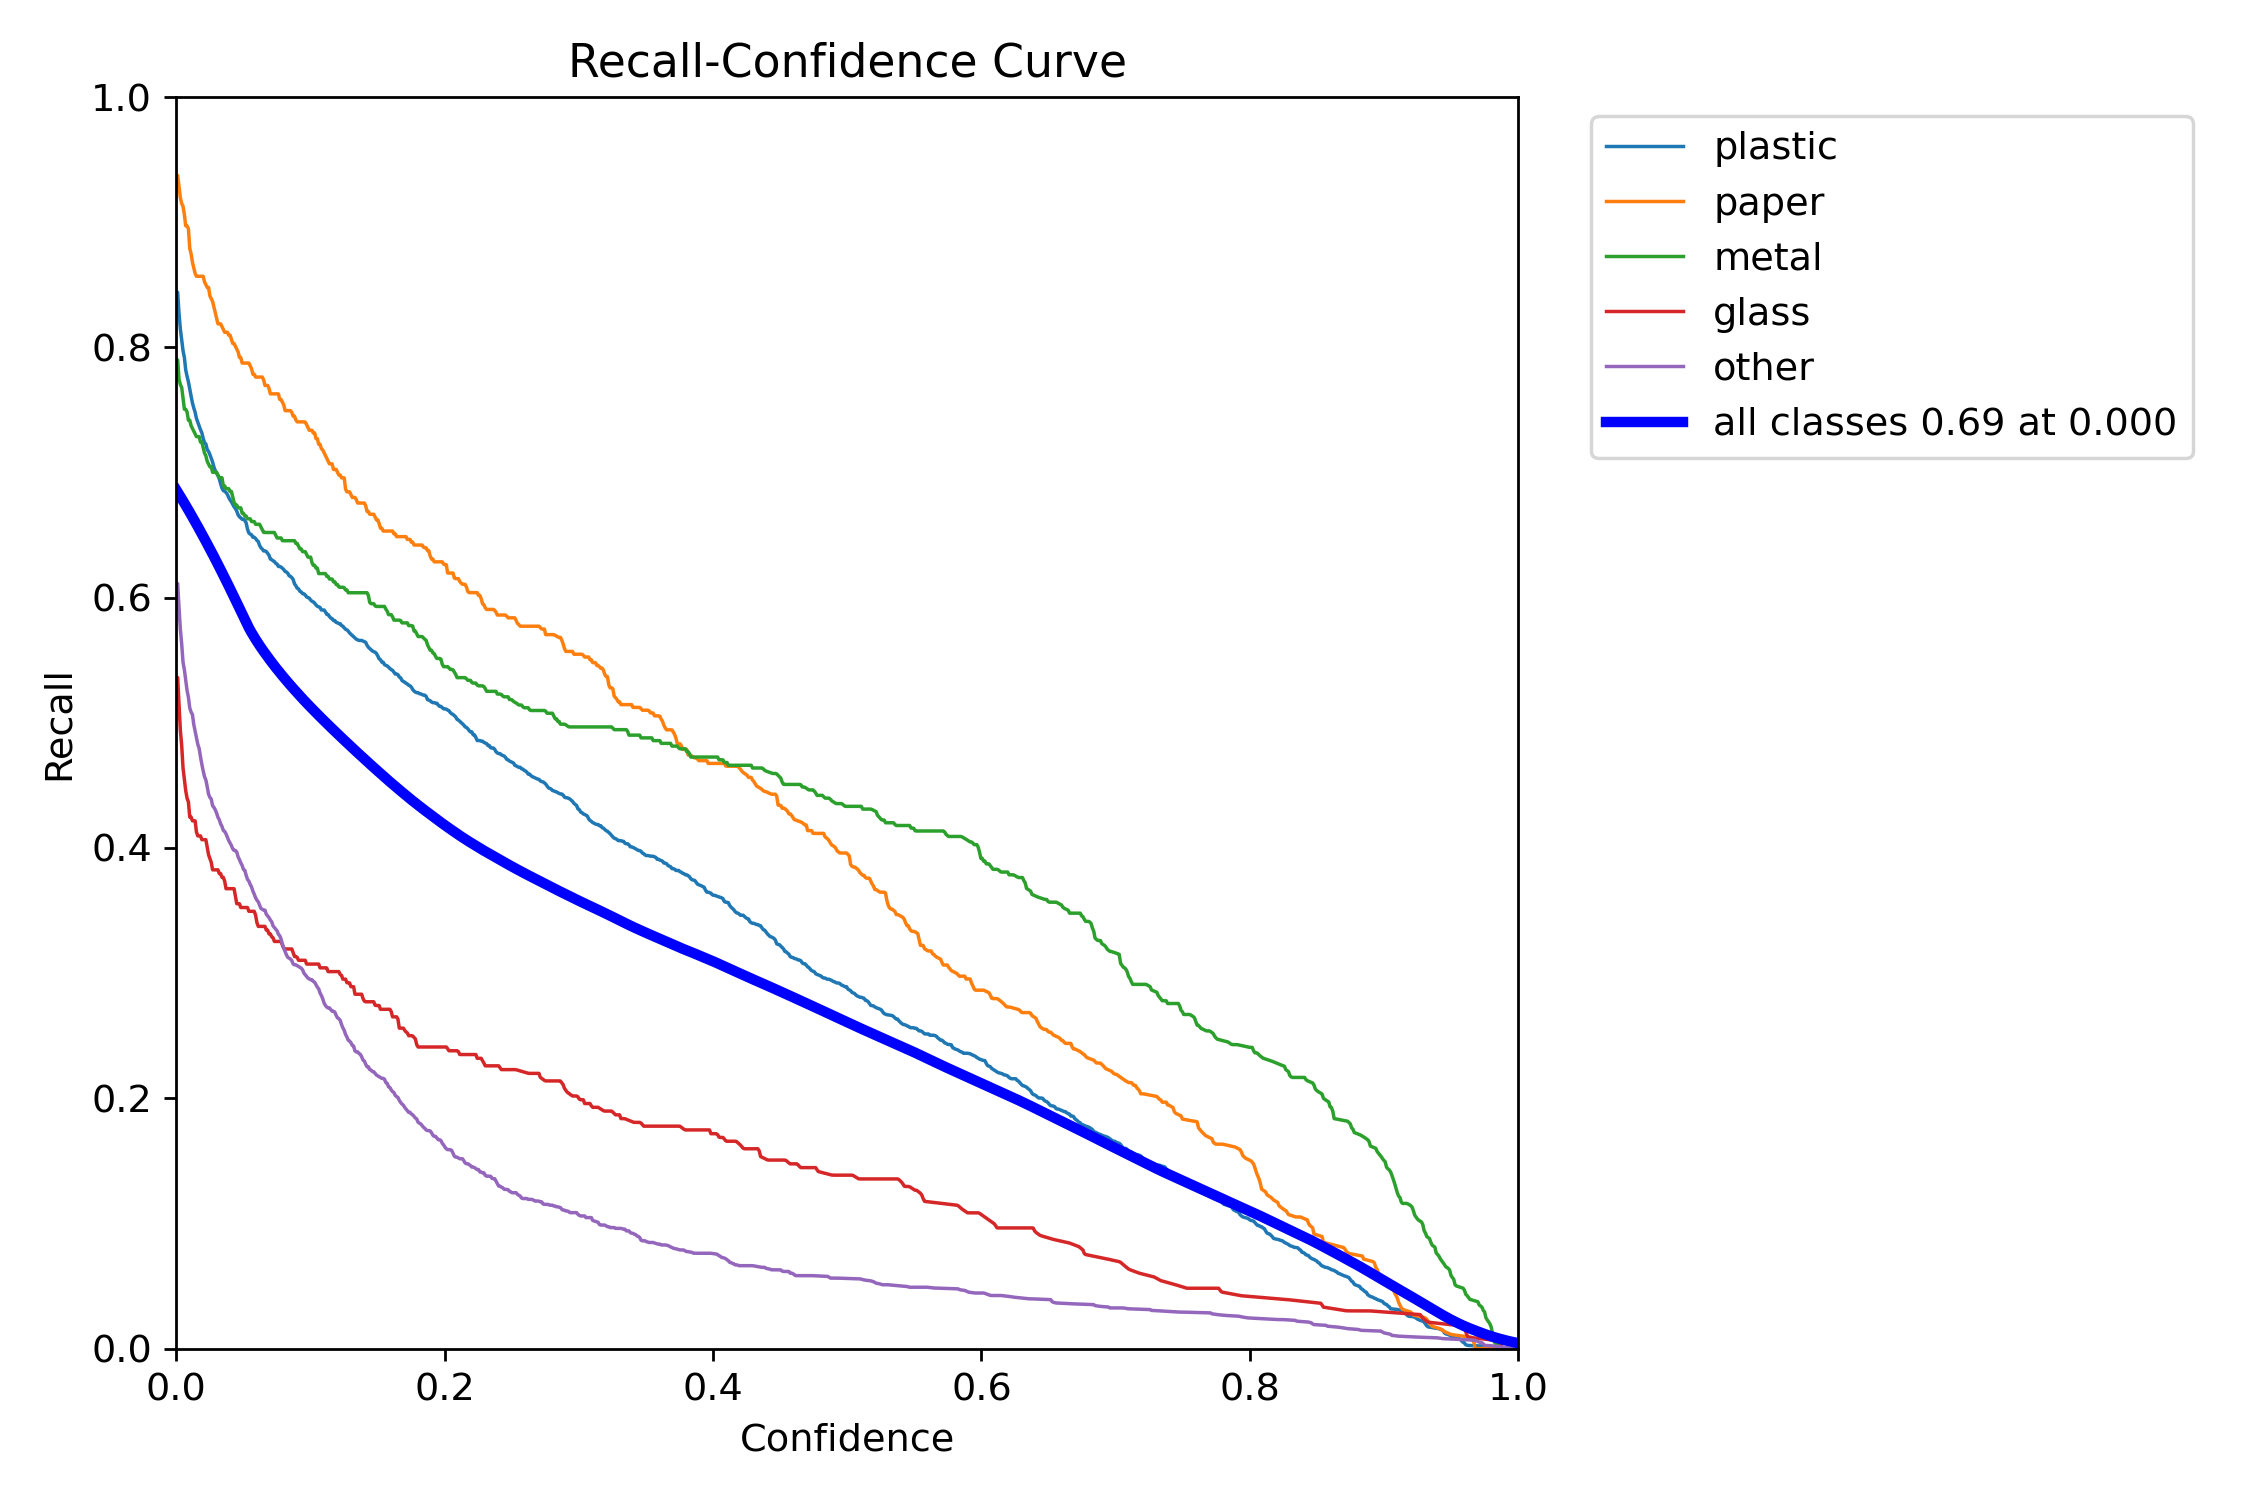 Recall-Confidence Curve
1.0
0.8
0.6
0.4
0.2
0.0
Recall
0.0 0.2 0.4 0.6 0.8 1.0
Confidence
plastic
paper
metal
glass
other
all classes 0.69 at 0.000